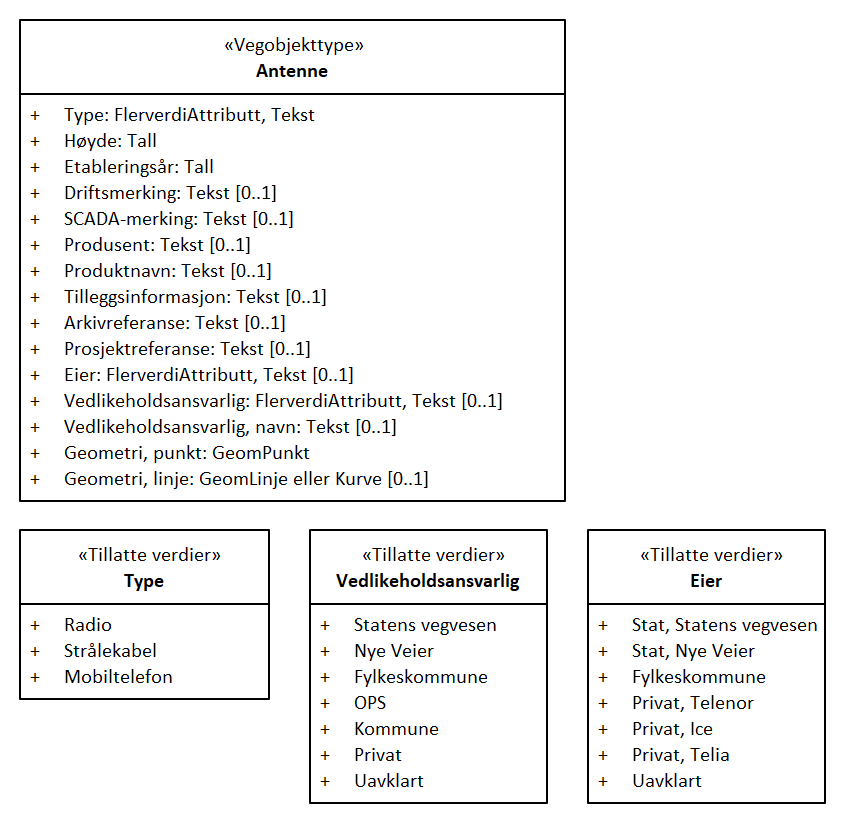 «Vegobjekttype»
Antenne
+ Type: FlerverdiAttributt, Tekst
+ Høyde: Tall
+ Etableringsår: Tall
+ Driftsmerking: Tekst [0..1]
+ SCADA-merking: Tekst [0..1]
+ Produsent: Tekst [0..1]
+ Produktnavn: Tekst [0..1]
+ Tilleggsinformasjon: Tekst [0..1]
+ Arkivreferanse: Tekst [0..1]
+ Prosjektreferanse: Tekst [0..1]
+ Eier: FlerverdiAttributt, Tekst [0..1]
+ Vedlikeholdsansvarlig: FlerverdiAttributt, Tekst [0..1]
+ Vedlikeholdsansvarlig, navn: Tekst [0..1]
+ Geometri, punkt: GeomPunkt
+ Geometri, linje: GeomLinje eller Kurve [0..1]
«Tillatte verdier»
Type
+ Radio
+ Strålekabel
+ Mobiltelefon
«Tillatte verdier»
Vedlikeholdsansvarlig
+ Statens vegvesen
+ Nye Veier
+ Fylkeskommune
+ OPS
+ Kommune
+ Privat
+ Uavklart
«Tillatte verdier»
Eier
+ Stat, Statens vegvesen
+ Stat, Nye Veier
+ Fylkeskommune
+ Privat, Telenor
+ Privat, Ice
+ Privat, Telia
+ Uavklart